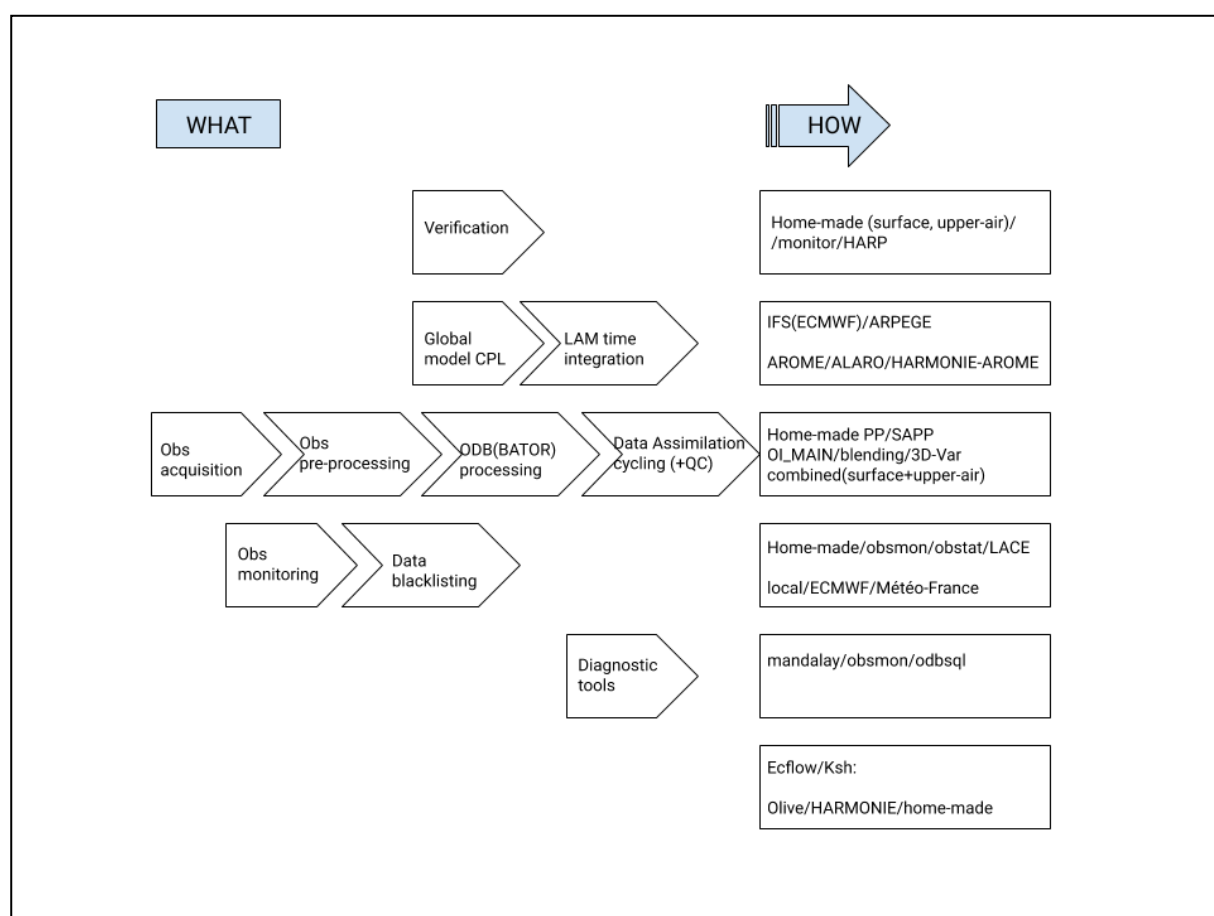 WHAT
HOW
Verification
Home-made (surface, upper-air)/
/monitor/HARP
Global
model CPL
LAM time
integration
IFS(ECMWF)/ARPEGE
AROME/ALARO/HARMONIE-AROME
Obs
acquisition
Obs
pre-processing
ODB(BATOR)
processing
Data Assimilation
cycling (+QC)
Home-made PP/SAPP
OI_MAIN/blending/3D-Var
combined(surface+upper-air)
Obs
monitoring
Data
blacklisting
Home-made/obsmon/obstat/LACE
local/ECMWF/Météo-France
Diagnostic
tools
mandalay/obsmon/odbsql
Ecflow/Ksh:
Olive/HARMONIE/home-made